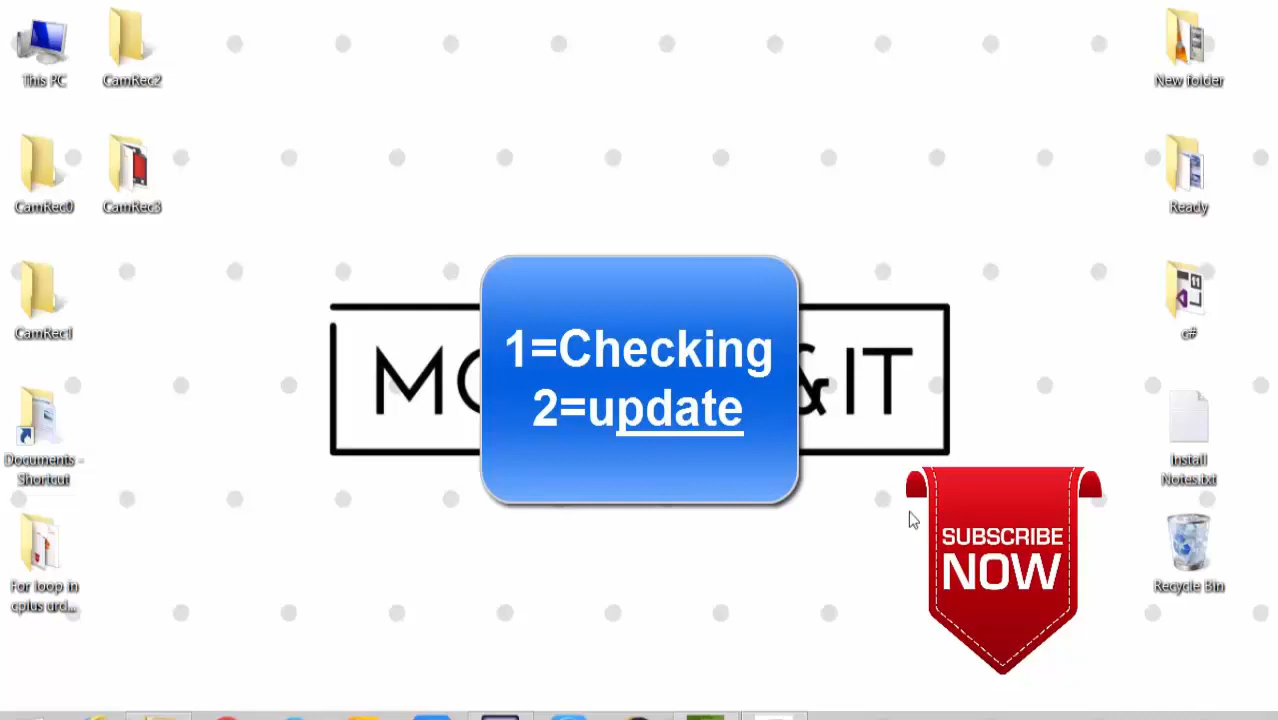 This PC
CamRec2
New folder
CamRec0
CamRec3
Ready
1=Checking
2=update
CamRec1
c#
&IT
Documents -
Shortcut
Install
Notes.txt
SUBSCRIBE
NOW
For loop in
cplus urd...
Recycle Bin